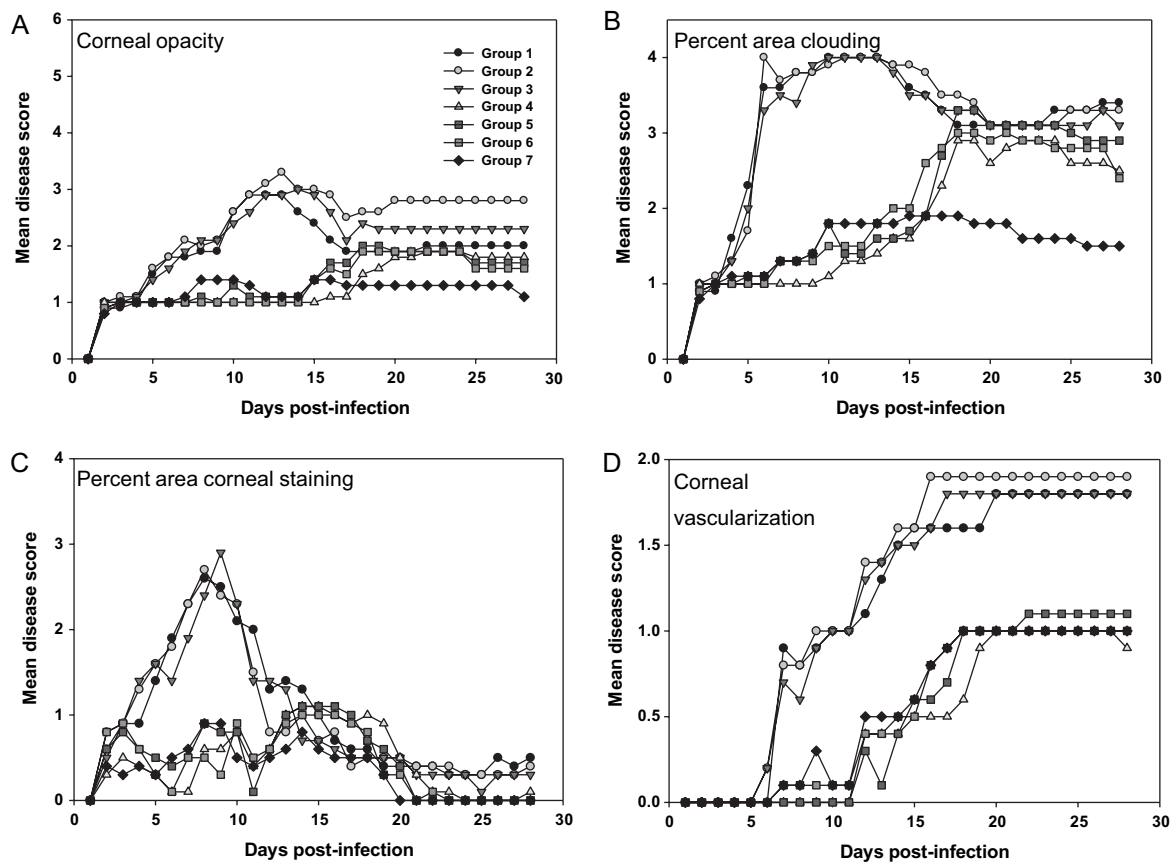 A
Corneal opacity
Group 1
Group 2
Group 3
Group 4
Group 5
Group 6
Group 7
Mean disease score
6
5
4
3
2
1
0
0 5 10 15 20 25 30
Days post-infection
B
Percent area clouding
Mean disease score
4
3
2
1
0
0 5 10 15 20 25 30
Days post-infection
C
Percent area corneal staining
Mean disease score
4
3
2
1
0
0 5 10 15 20 25 30
Days post-infection
D
Corneal
vascularization
Mean disease score
2.0
1.5
1.0
0.5
0.0
0 5 10 15 20 25 30
Days post-infection